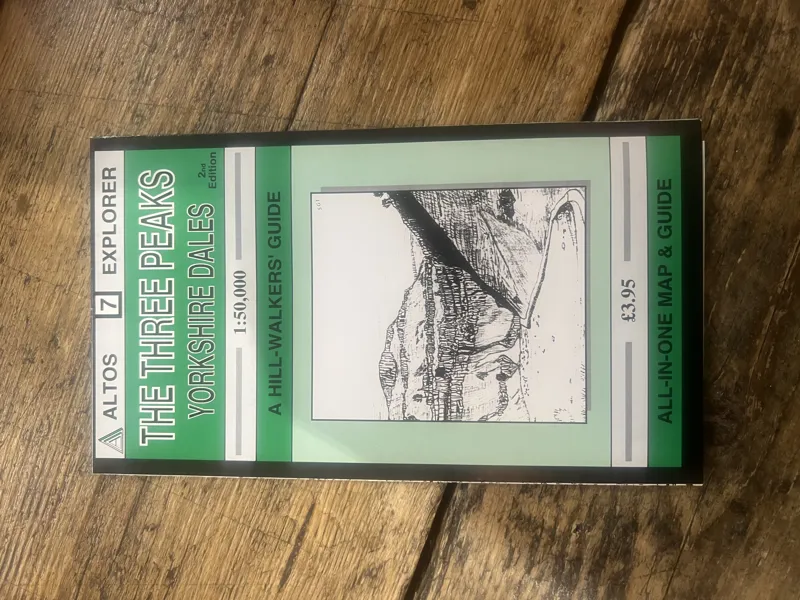 ALTOS 7 EXPLORER
THE THREE PEAKS
YORKSHIRE DALES
2nd
Edition
1:50,000
A HILL-WALKERS' GUIDE
£3.95
ALL-IN-ONE MAP & GUIDE